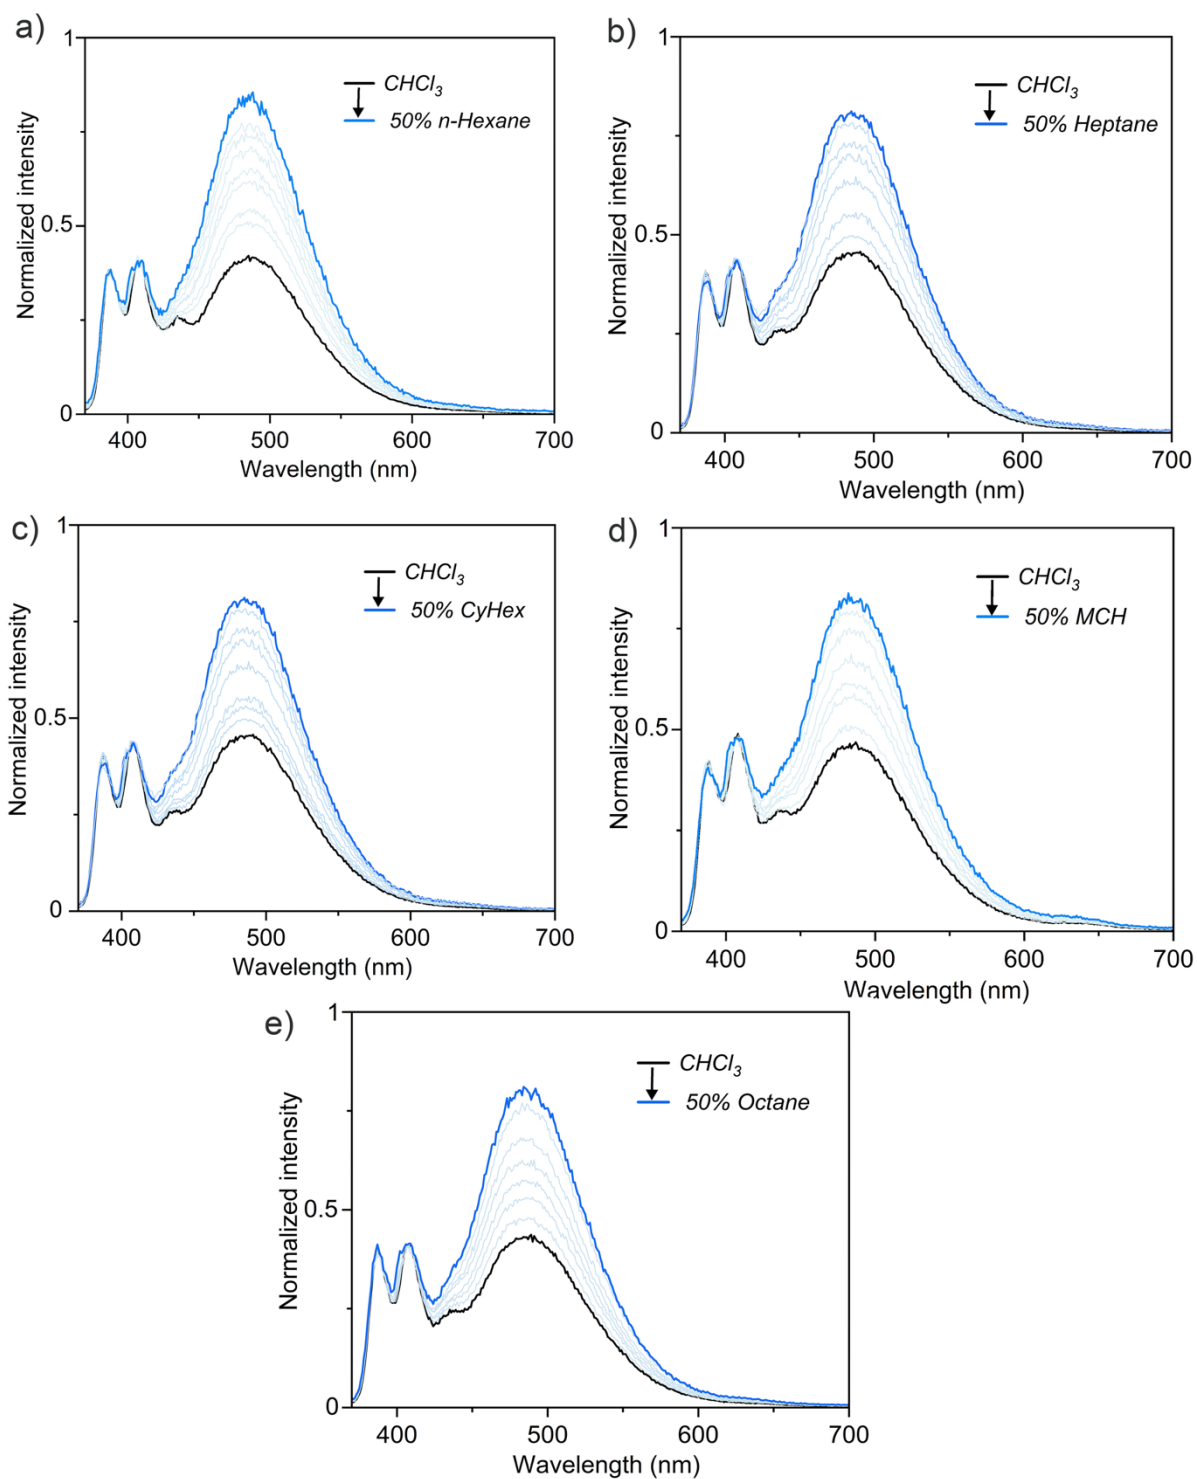 a)
1
0.5
0
Normalized intensity
CHCl₃
50% n-Hexane
400 500 600 700
Wavelength (nm)
b)
1
0.5
0
Normalized intensity
CHCl₃
50% Heptane
400 500 600 700
Wavelength (nm)
c)
1
0.5
0
Normalized intensity
CHCl₃
50% CyHex
400 500 600 700
Wavelength (nm)
d)
1
0.5
0
Normalized intensity
CHCl₃
50% MCH
400 500 600 700
Wavelength (nm)
e)
1
0.5
0
Normalized intensity
CHCl₃
50% Octane
400 500 600 700
Wavelength (nm)